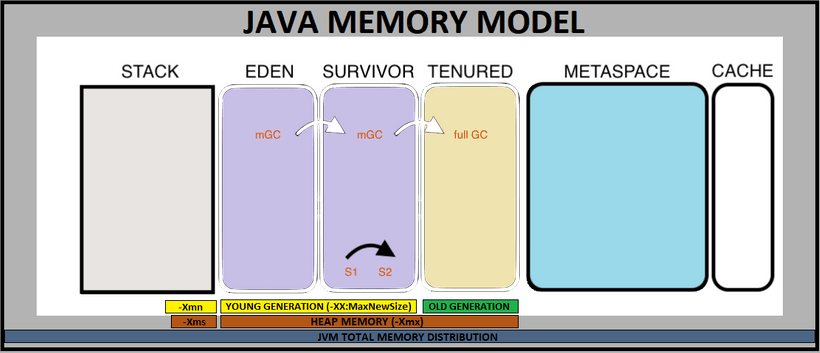 JAVA MEMORY MODEL
STACK
EDEN
SURVIVOR
TENURED
METASPACE
CACHE
mGC
mGC
full GC
S1
S2
-Xmn
YOUNG GENERATION (-XX:MaxNewSize)
OLD GENERATION
-Xms
HEAP MEMORY (-Xmx)
JVM TOTAL MEMORY DISTRIBUTION